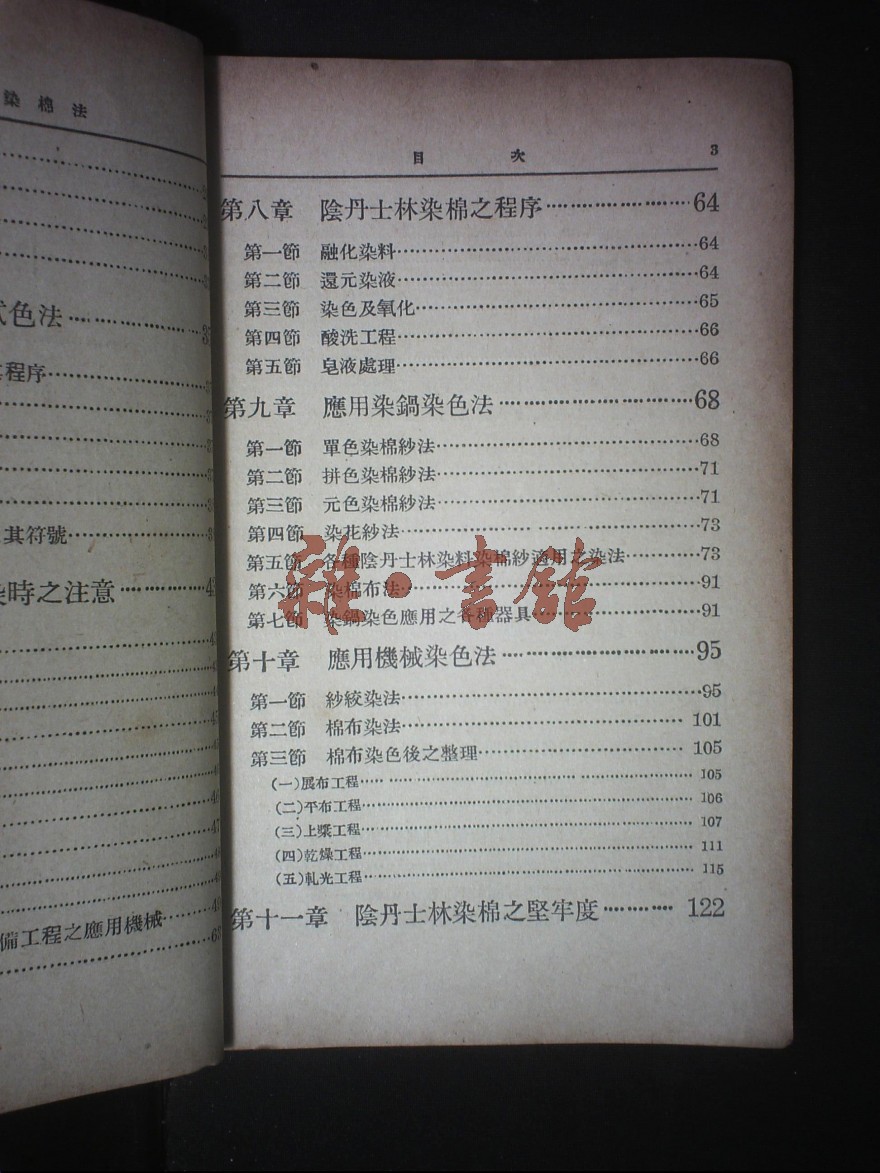 染棉法
式色法
程序
其符號
時之注意
備工程之應用機械
目 次 3
第八章 陰丹士林染棉之程序 64
第一節 融化染料 64
第二節 還元染液 64
第三節 染色及氧化 65
第四節 酸洗工程 66
第五節 皂液處理 66
第九章 應用染鍋染色法 68
第一節 單色染棉紗法 68
第二節 拼色染棉紗法 71
第三節 元色染棉紗法 71
第四節 染花紗法 73
第五節 各種陰丹士林染料染棉紗適用之染法 73
第六節 染棉布法 91
第七節 染鍋染色應用之各種器具 91
第十章 應用機械染色法 95
第一節 紗絞染法 95
第二節 棉布染法 101
第三節 棉布染色後之整理 105
(一)展布工程 105
(二)平布工程 106
(三)上漿工程 107
(四)乾燥工程 111
(五)軋光工程 115
第十一章 陰丹士林染棉之堅牢度 122
雜·書館